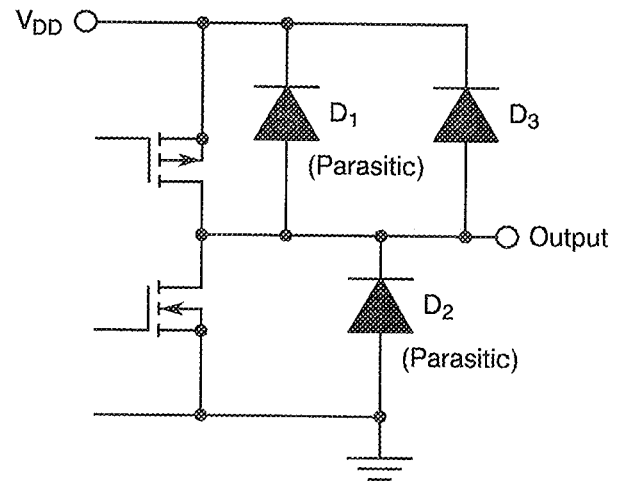 VDD
D1
(Parasitic)
D3
Output
D2
(Parasitic)